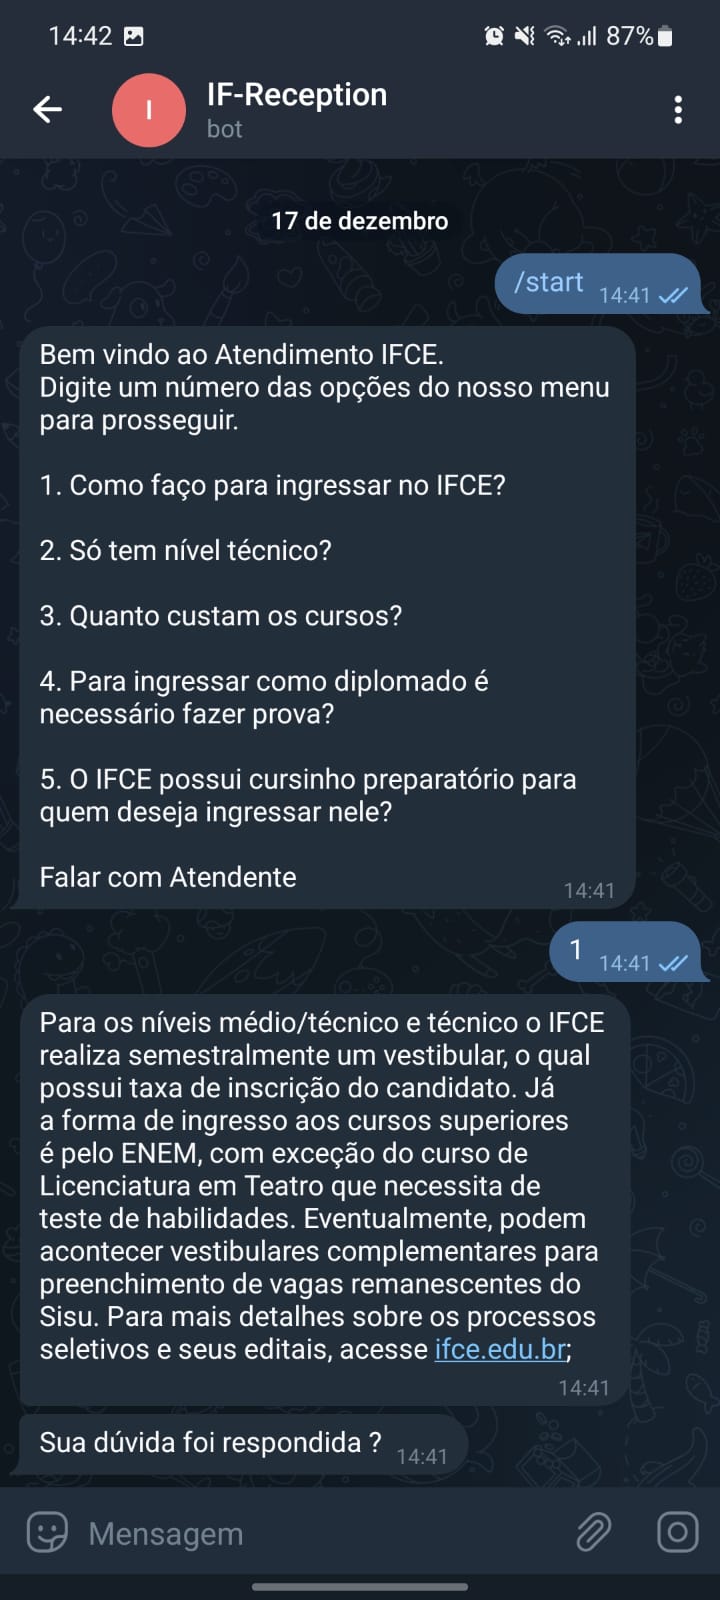 14:42
87%
IF-Reception
I
bot
17 de dezembro
/start 14:41
Bem vindo ao Atendimento IFCE.
Digite um número das opções do nosso menu
para prosseguir.
1. Como faço para ingressar no IFCE?
2. Só tem nível técnico?
3. Quanto custam os cursos?
4. Para ingressar como diplomado é
necessário fazer prova?
5. O IFCE possui cursinho preparatório para
quem deseja ingressar nele?
Falar com Atendente
14:41
1 14:41
Para os níveis médio/técnico e técnico o IFCE
realiza semestralmente um vestibular, o qual
possui taxa de inscrição do candidato. Já
a forma de ingresso aos cursos superiores
é pelo ENEM, com exceção do curso de
Licenciatura em Teatro que necessita de
teste de habilidades. Eventualmente, podem
acontecer vestibulares complementares para
preenchimento de vagas remanescentes do
Sisu. Para mais detalhes sobre os processos
seletivos e seus editais, acesse ifce.edu.br;
14:41
Sua dúvida foi respondida ? 14:41
Mensagem